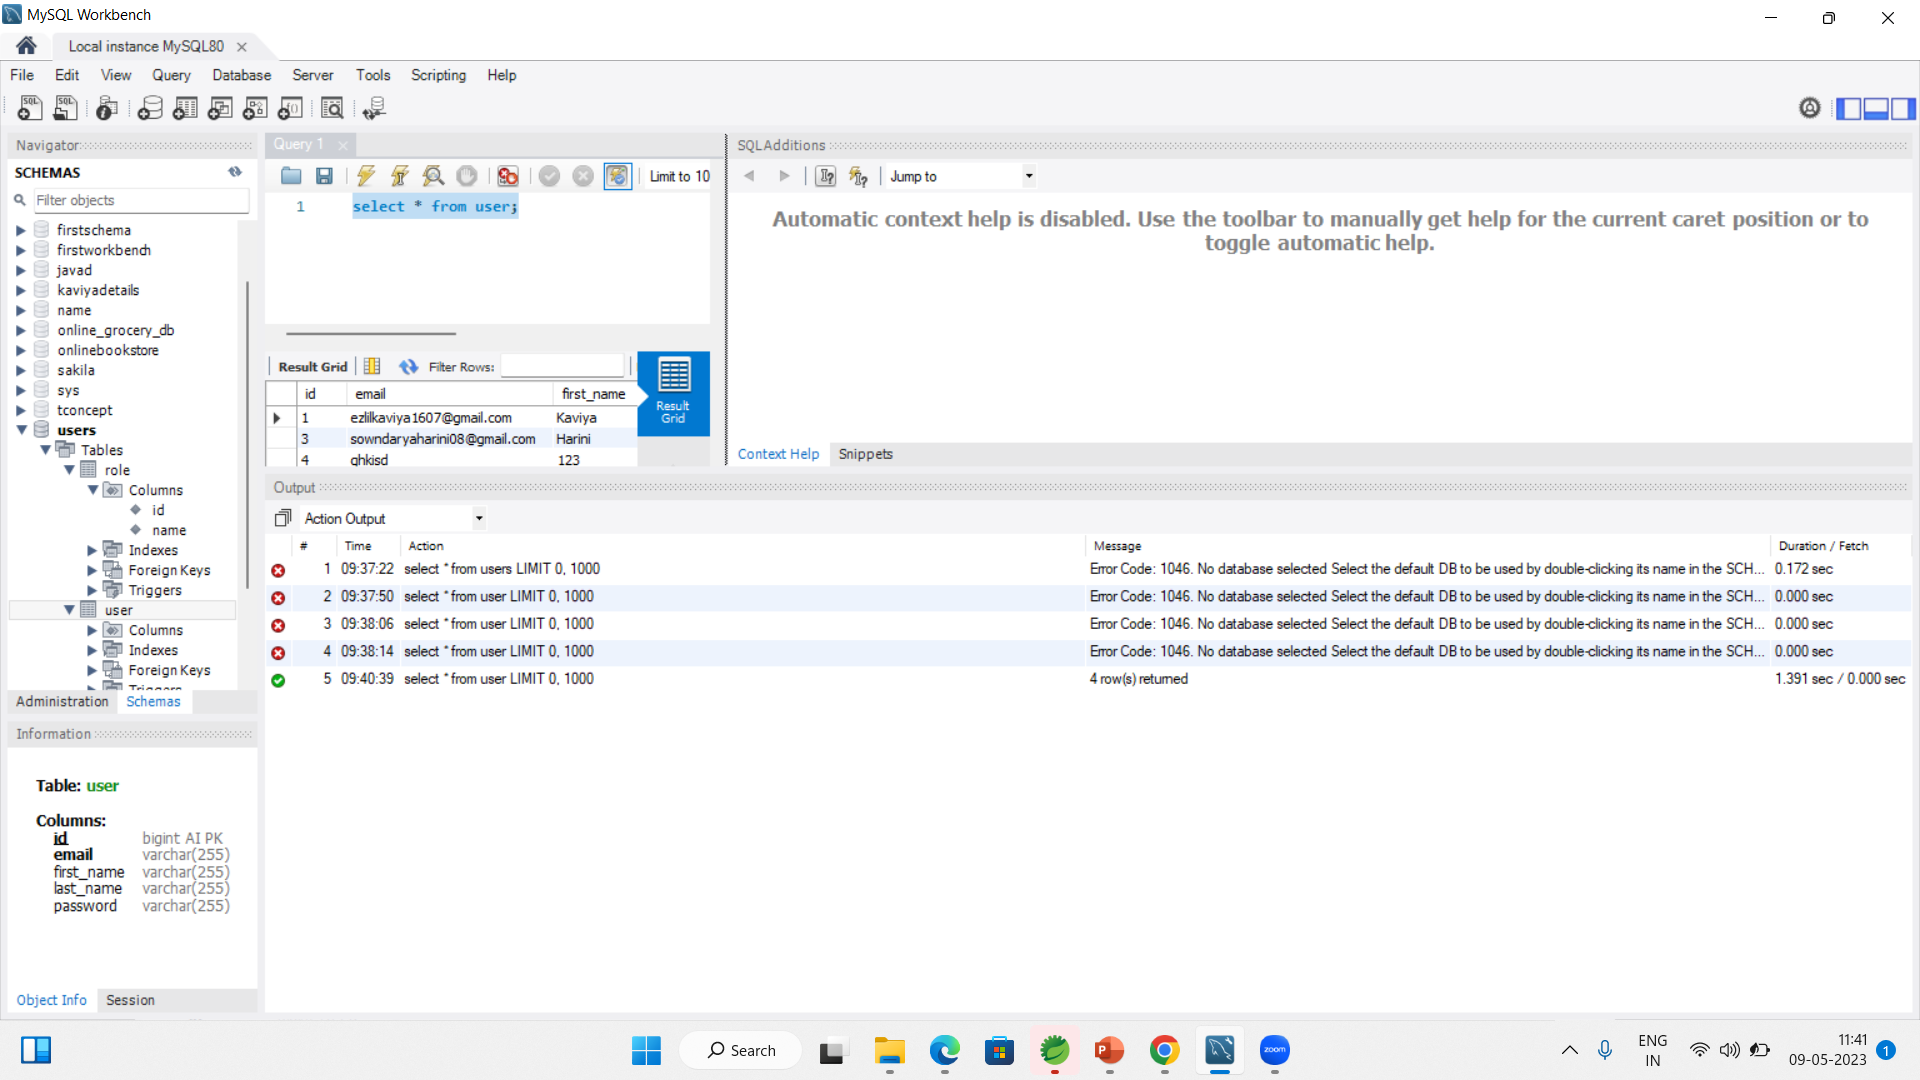 MySQL Workbench
Local instance MySQL80
File Edit View Query Database Server Tools Scripting Help
Navigator
SCHEMAS
Filter objects
firstschema
firstworkbench
javad
kaviyadetails
name
online_grocery_db
onlinebookstore
sakila
sys
tconcept
users
Tables
role
Columns
id
name
Indexes
Foreign Keys
Triggers
user
Columns
Indexes
Foreign Keys
Triggers
Administration Schemas
Information
Table: user
Columns:
id bigint AI PK
email varchar(255)
first_name varchar(255)
last_name varchar(255)
password varchar(255)
Object Info Session
Query 1
Limit to 10
1 select * from user;
Result Grid Filter Rows:
id email first_name
1 ezlilkaviya1607@gmail.com Kaviya
3 sowndaryaharini08@gmail.com Harini
4 ghkisd 123
Result
Grid
SQLAdditions
Jump to
Automatic context help is disabled. Use the toolbar to manually get help for the current caret position or to
toggle automatic help.
Context Help Snippets
Output
Action Output
# Time Action Message Duration / Fetch
1 09:37:22 select * from users LIMIT 0, 1000 Error Code: 1046. No database selected Select the default DB to be used by double-clicking its name in the SCH... 0.172 sec
2 09:37:50 select * from user LIMIT 0, 1000 Error Code: 1046. No database selected Select the default DB to be used by double-clicking its name in the SCH... 0.000 sec
3 09:38:06 select * from user LIMIT 0, 1000 Error Code: 1046. No database selected Select the default DB to be used by double-clicking its name in the SCH... 0.000 sec
4 09:38:14 select * from user LIMIT 0, 1000 Error Code: 1046. No database selected Select the default DB to be used by double-clicking its name in the SCH... 0.000 sec
5 09:40:39 select * from user LIMIT 0, 1000 4 row(s) returned 1.391 sec / 0.000 sec
Search
zoom
ENG
IN
11:41
09-05-2023
1